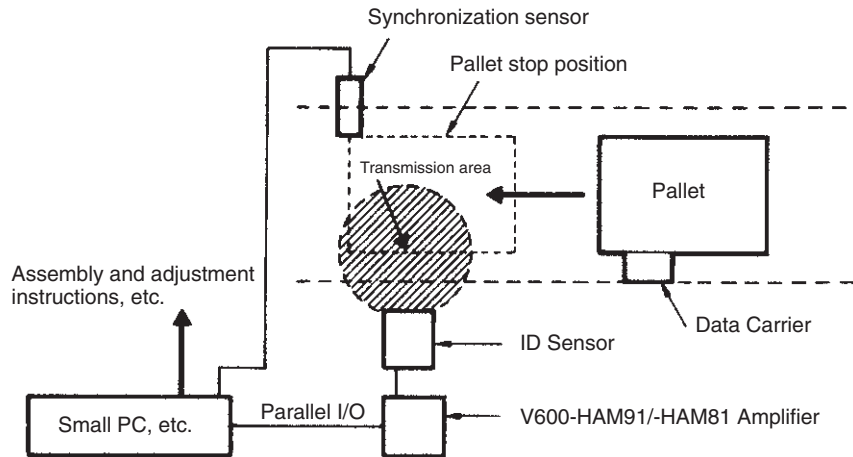 Synchronization sensor
Pallet stop position
Transmission area
Pallet
Assembly and adjustment
instructions, etc.
Data Carrier
ID Sensor
Small PC, etc.
Parallel I/O
V600-HAM91/-HAM81 Amplifier